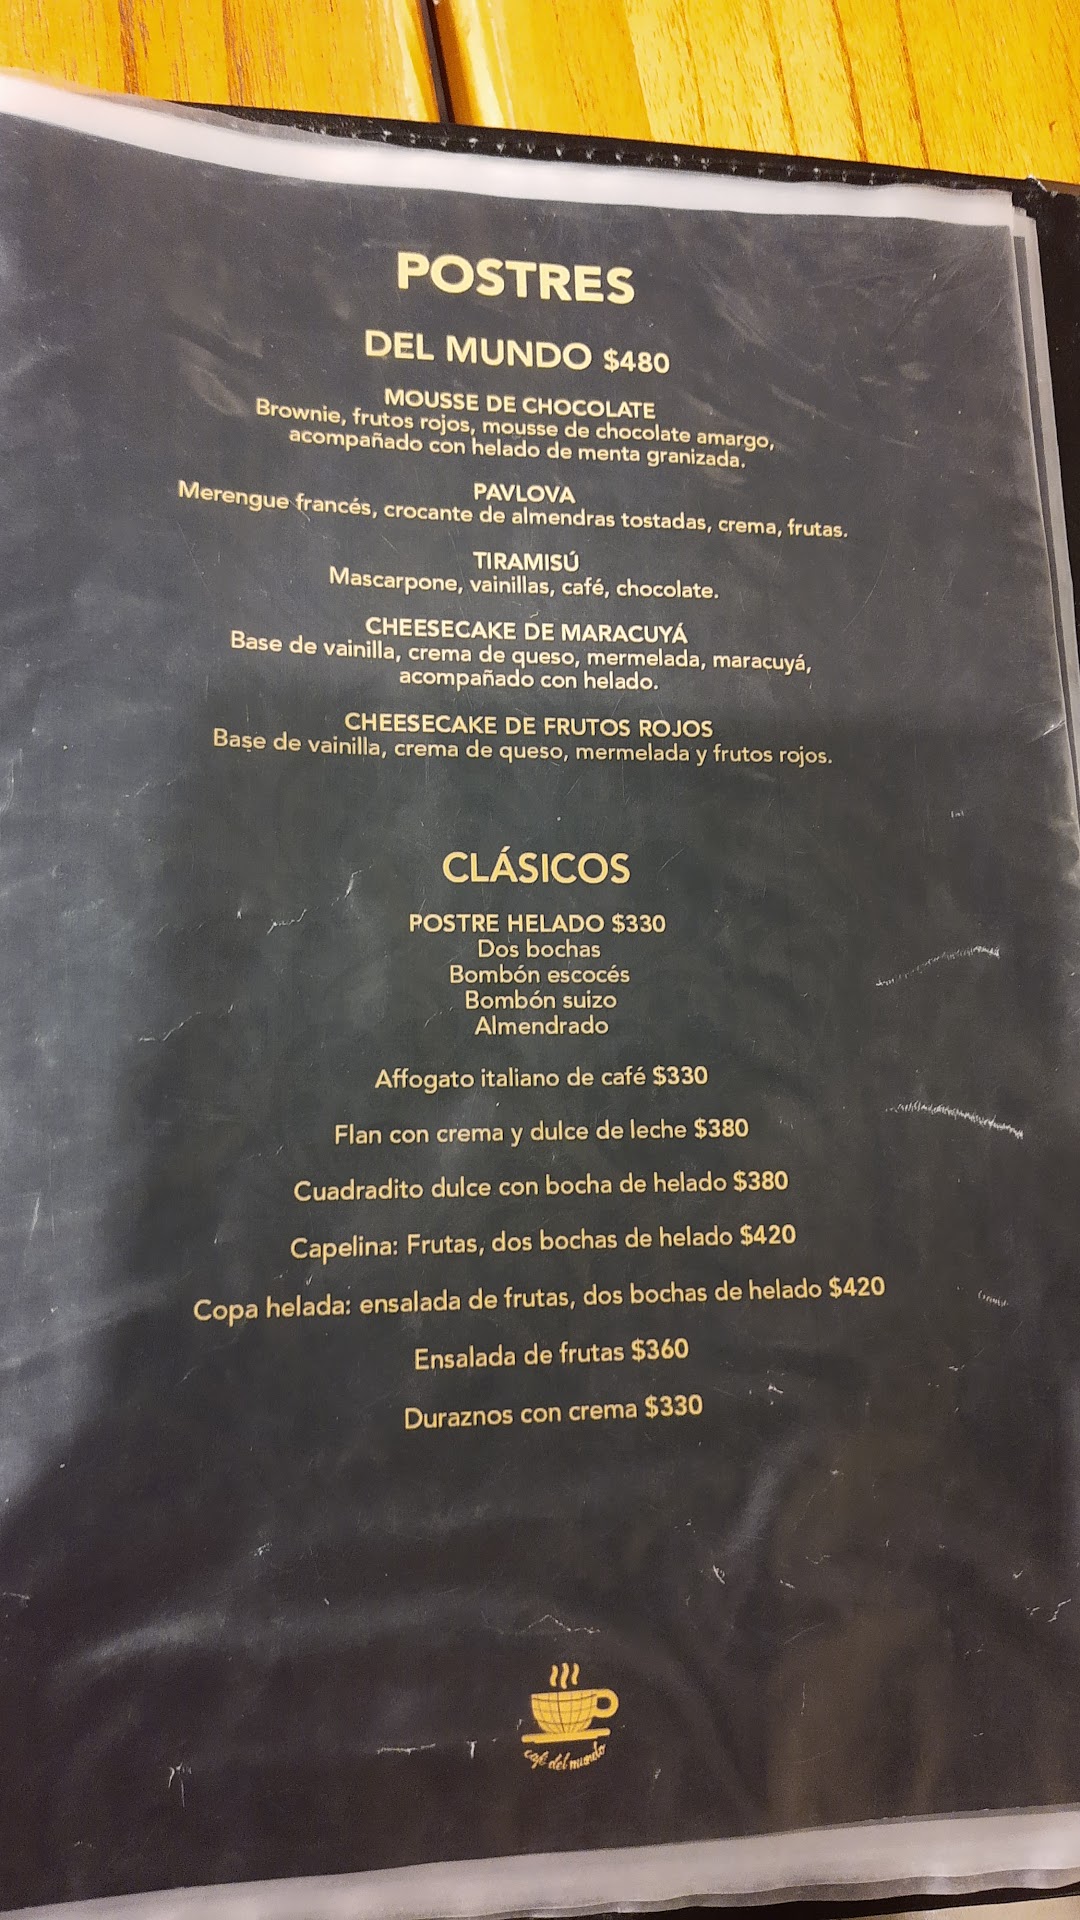 POSTRES
DEL MUNDO $480
MOUSSE DE CHOCOLATE
Brownie, frutos rojos, mousse de chocolate amargo,
acompañado con helado de menta granizada.
PAVLOVA
Merengue francés, crocante de almendras tostadas, crema, frutas.
TIRAMISÚ
Mascarpone, vainillas, café, chocolate.
CHEESECAKE DE MARACUYÁ
Base de vainilla, crema de queso, mermelada, maracuyá,
acompañado con helado.
CHEESECAKE DE FRUTOS ROJOS
Base de vainilla, crema de queso, mermelada y frutos rojos.
CLÁSICOS
POSTRE HELADO $330
Dos bochas
Bombón escocés
Bombón suizo
Almendrado
Affogato italiano de café $330
Flan con crema y dulce de leche $380
Cuadradito dulce con bocha de helado $380
Capelina: Frutas, dos bochas de helado $420
Copa helada: ensalada de frutas, dos bochas de helado $420
Ensalada de frutas $360
Duraznos con crema $330
café del mundo